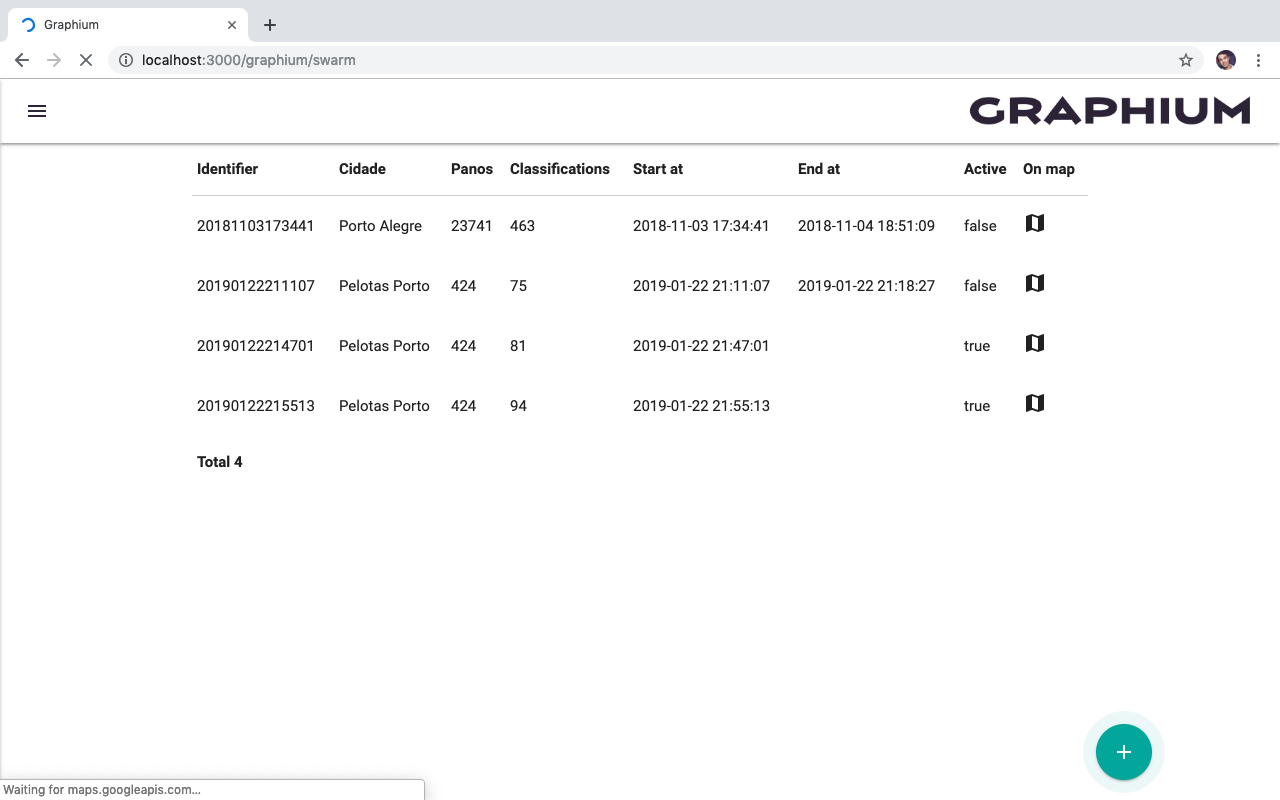 Graphium
localhost:3000/graphium/swarm
GRAPHIUM
Identifier Cidade Panos Classifications Start at End at Active On map
20181103173441 Porto Alegre 23741 463 2018-11-03 17:34:41 2018-11-04 18:51:09 false
20190122211107 Pelotas Porto 424 75 2019-01-22 21:11:07 2019-01-22 21:18:27 false
20190122214701 Pelotas Porto 424 81 2019-01-22 21:47:01 true
20190122215513 Pelotas Porto 424 94 2019-01-22 21:55:13 true
Total 4
Waiting for maps.googleapis.com...